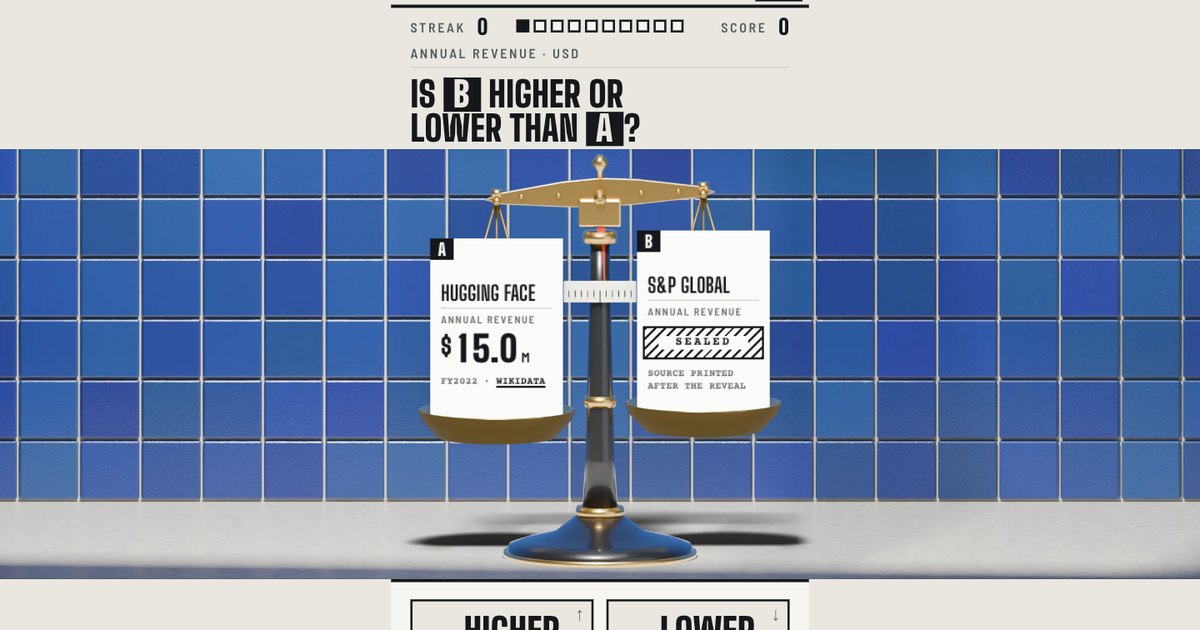 STREAK 0
SCORE 0
ANNUAL REVENUE · USD
IS B HIGHER OR
LOWER THAN A?
A
HUGGING FACE
ANNUAL REVENUE
$15.0M
FY2022 · WIKIDATA
B
S&P GLOBAL
ANNUAL REVENUE
SEALED
SOURCE PRINTED
AFTER THE REVEAL
HIGHER ↑
LOWER ↓